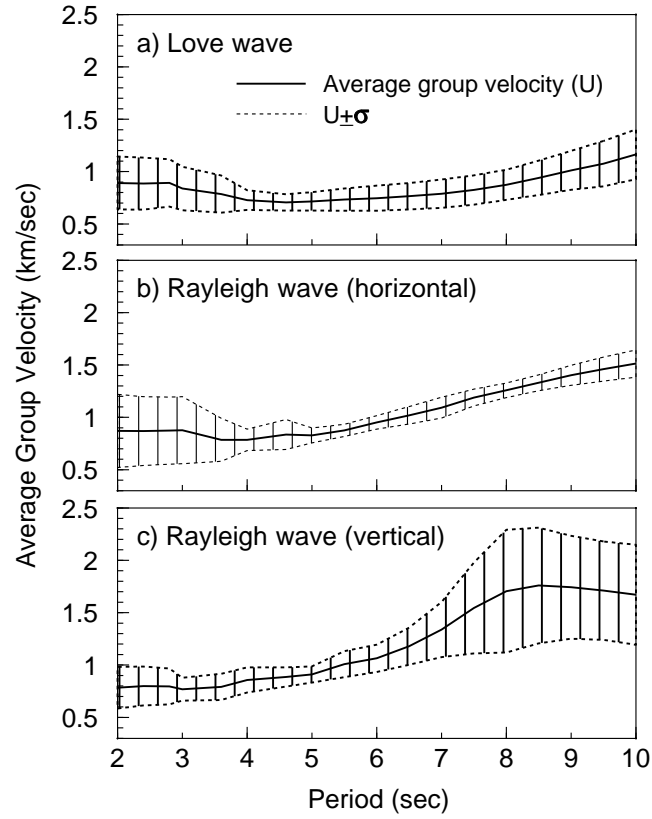 a) Love wave
Average group velocity (U)
U±σ
2.5
2
1.5
1
0.5
b) Rayleigh wave (horizontal)
2.5
2
1.5
1
0.5
c) Rayleigh wave (vertical)
2.5
2
1.5
1
0.5
2 3 4 5 6 7 8 9 10
Period (sec)
Average Group Velocity (km/sec)